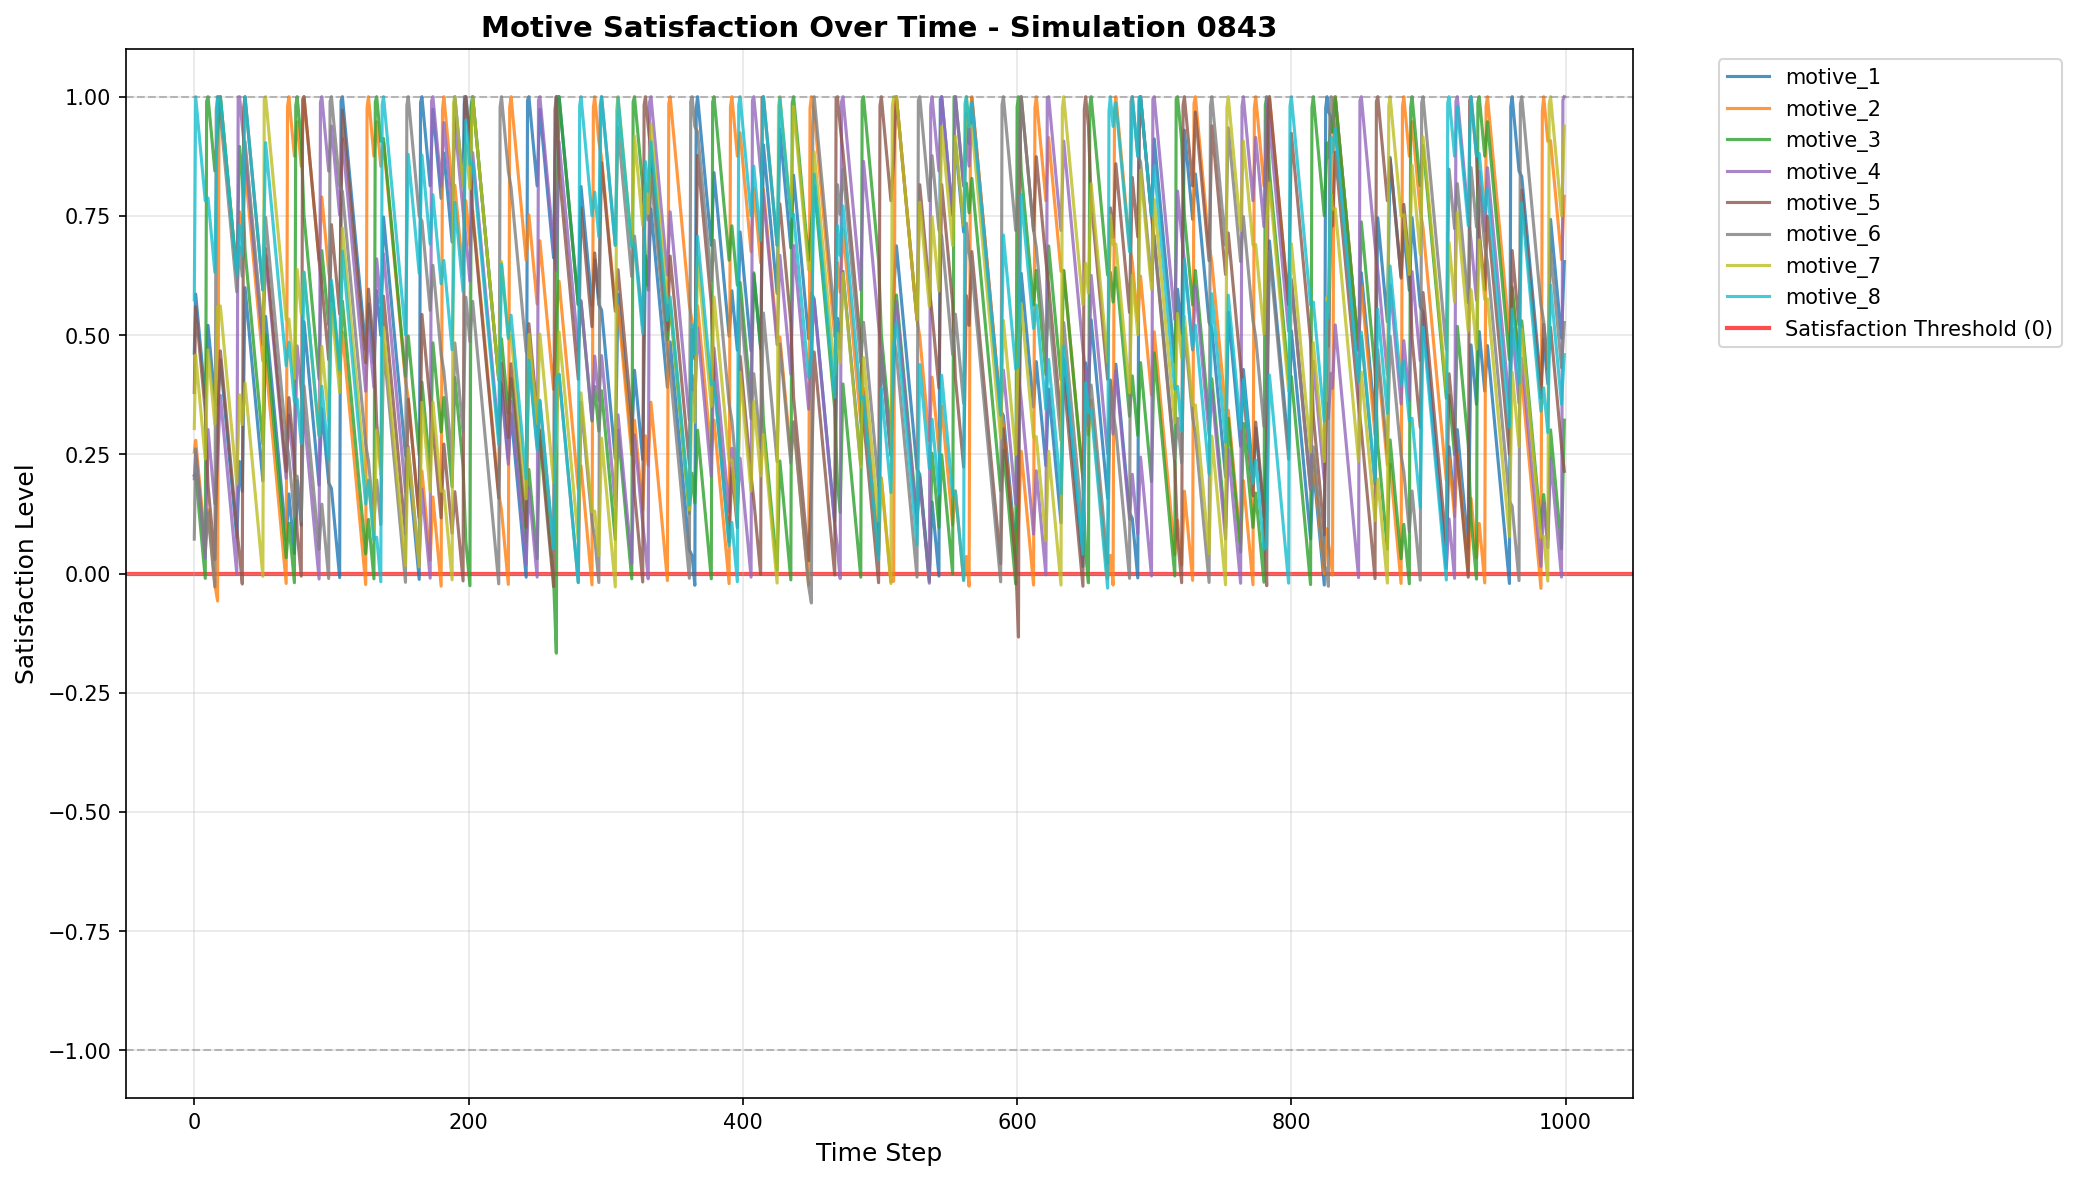 Motive Satisfaction Over Time - Simulation 0843
1.00
0.75
0.50
0.25
0.00
−0.25
−0.50
−0.75
−1.00
Satisfaction Level
0
200
400
600
800
1000
Time Step
motive_1
motive_2
motive_3
motive_4
motive_5
motive_6
motive_7
motive_8
Satisfaction Threshold (0)